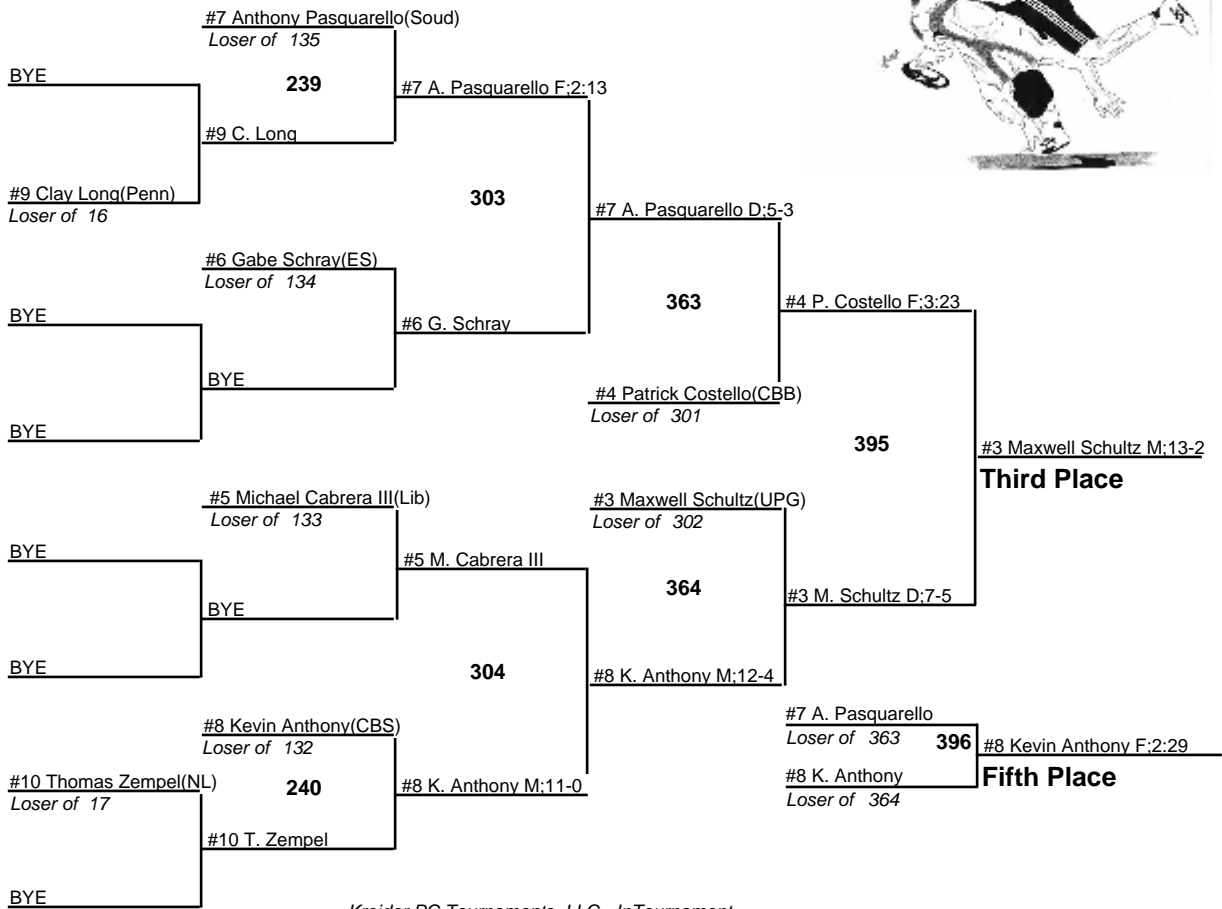 #7 Anthony Pasquarello(Soud)
Loser of 135
BYE
239
#7 A. Pasquarello F;2:13
#9 C. Long
#9 Clay Long(Penn)
Loser of 16
303
#7 A. Pasquarello D;5-3
#6 Gabe Schray(ES)
Loser of 134
363
#4 P. Costello F;3:23
BYE
#6 G. Schray
BYE
#4 Patrick Costello(CBB)
Loser of 301
BYE
395
#3 Maxwell Schultz M;13-2
Third Place
#5 Michael Cabrera III(Lib)
Loser of 133
#3 Maxwell Schultz(UPG)
Loser of 302
BYE
#5 M. Cabrera III
364
#3 M. Schultz D;7-5
BYE
BYE
304
#8 K. Anthony M;12-4
#8 Kevin Anthony(CBS)
Loser of 132
#7 A. Pasquarello
Loser of 363
396
#8 Kevin Anthony F;2:29
Fifth Place
#10 Thomas Zempel(NL)
Loser of 17
240
#8 K. Anthony M;11-0
#8 K. Anthony
Loser of 364
#10 T. Zempel
BYE